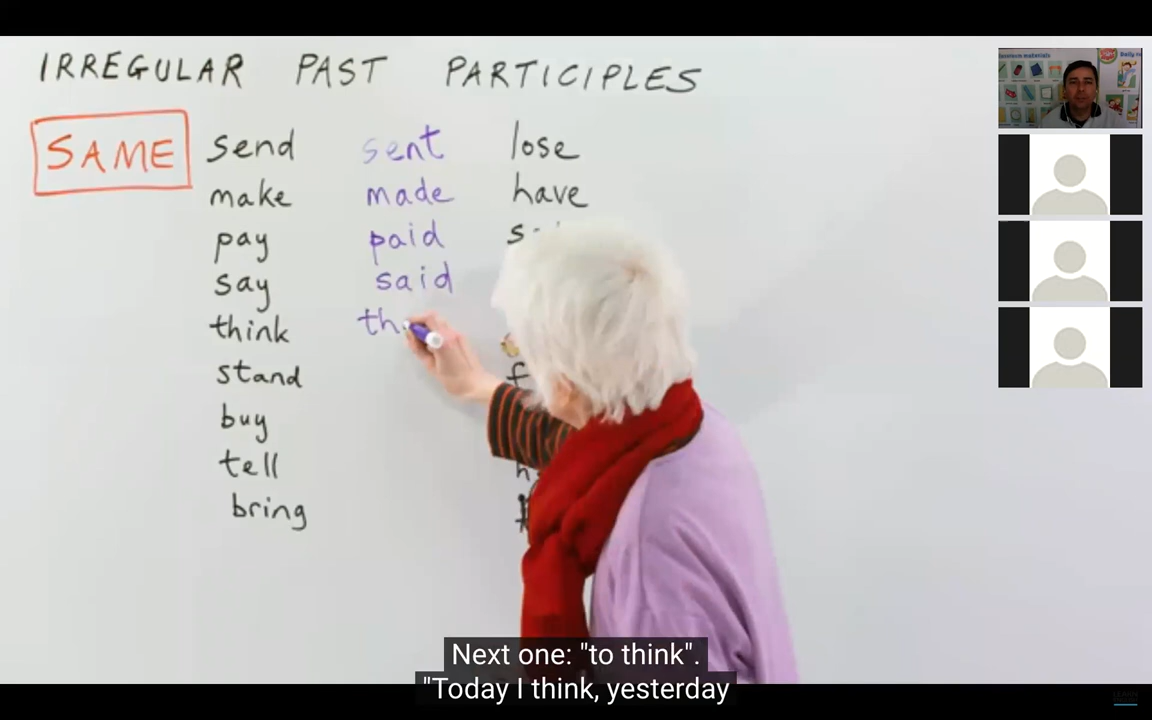 IRREGULAR PAST PARTICIPLES
SAME send sent lose
make made have
pay paid
say said
think th
stand f
buy
tell
bring
Next one: "to think".
"Today I think, yesterday